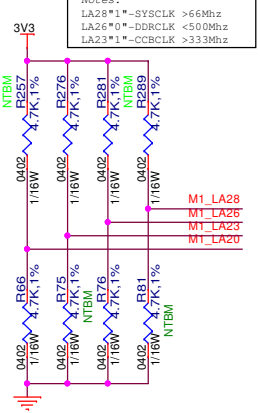 Notes:
LA28"1"-SYSCLK >66Mhz
LA26"0"-DDRCLK <500Mhz
LA23"1"-CCBCLK >333Mhz
3V3
NTBM
R257
4.7K,1%
0402
1/16W
R276
4.7K,1%
0402
1/16W
R281
4.7K,1%
0402
1/16W
NTBM
R289
4.7K,1%
0402
1/16W
M1_LA28
M1_LA26
M1_LA23
M1_LA20
R66
4.7K,1%
0402
1/16W
R75
4.7K,1%
NTBM
0402
1/16W
R76
4.7K,1%
NTBM
0402
1/16W
R81
4.7K,1%
NTBM
0402
1/16W